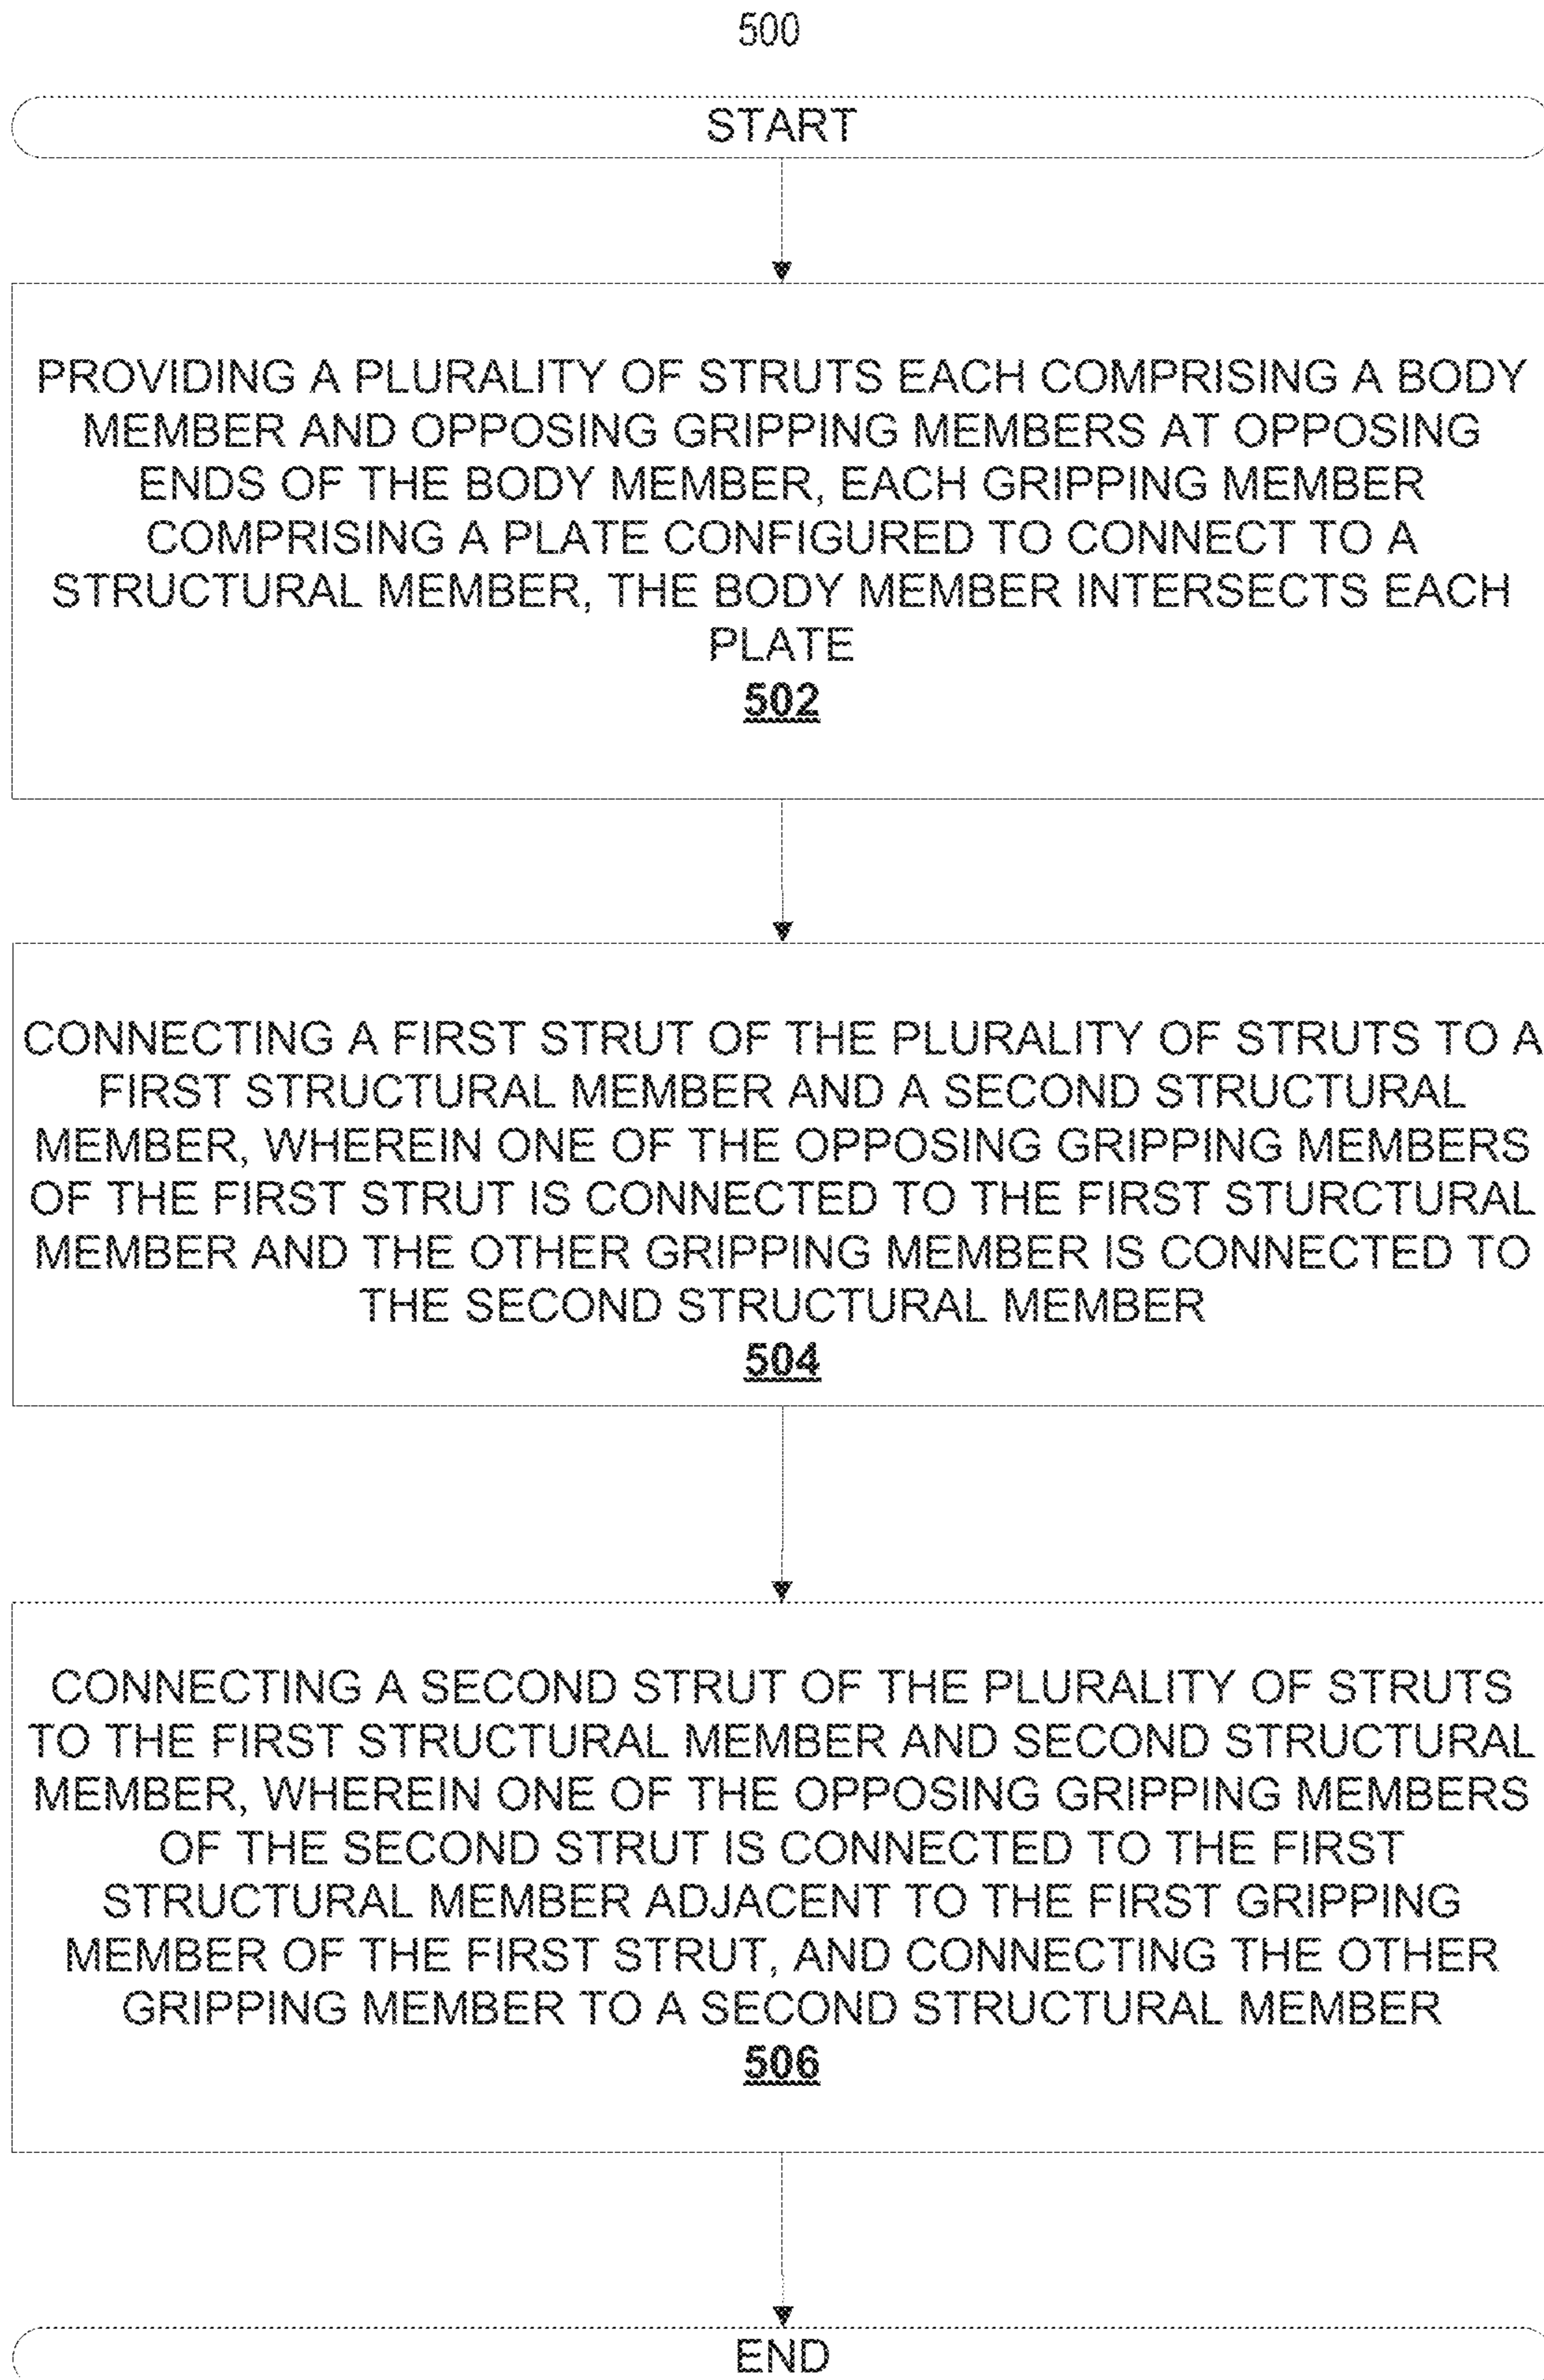 500
START
PROVIDING A PLURALITY OF STRUTS EACH COMPRISING A BODY
MEMBER AND OPPOSING GRIPPING MEMBERS AT OPPOSING
ENDS OF THE BODY MEMBER, EACH GRIPPING MEMBER
COMPRISING A PLATE CONFIGURED TO CONNECT TO A
STRUCTURAL MEMBER, THE BODY MEMBER INTERSECTS EACH
PLATE
502
CONNECTING A FIRST STRUT OF THE PLURALITY OF STRUTS TO A
FIRST STRUCTURAL MEMBER AND A SECOND STRUCTURAL
MEMBER, WHEREIN ONE OF THE OPPOSING GRIPPING MEMBERS
OF THE FIRST STRUT IS CONNECTED TO THE FIRST STURCTURAL
MEMBER AND THE OTHER GRIPPING MEMBER IS CONNECTED TO
THE SECOND STRUCTURAL MEMBER
504
CONNECTING A SECOND STRUT OF THE PLURALITY OF STRUTS
TO THE FIRST STRUCTURAL MEMBER AND SECOND STRUCTURAL
MEMBER, WHEREIN ONE OF THE OPPOSING GRIPPING MEMBERS
OF THE SECOND STRUT IS CONNECTED TO THE FIRST
STRUCTURAL MEMBER ADJACENT TO THE FIRST GRIPPING
MEMBER OF THE FIRST STRUT, AND CONNECTING THE OTHER
GRIPPING MEMBER TO A SECOND STRUCTURAL MEMBER
506
END